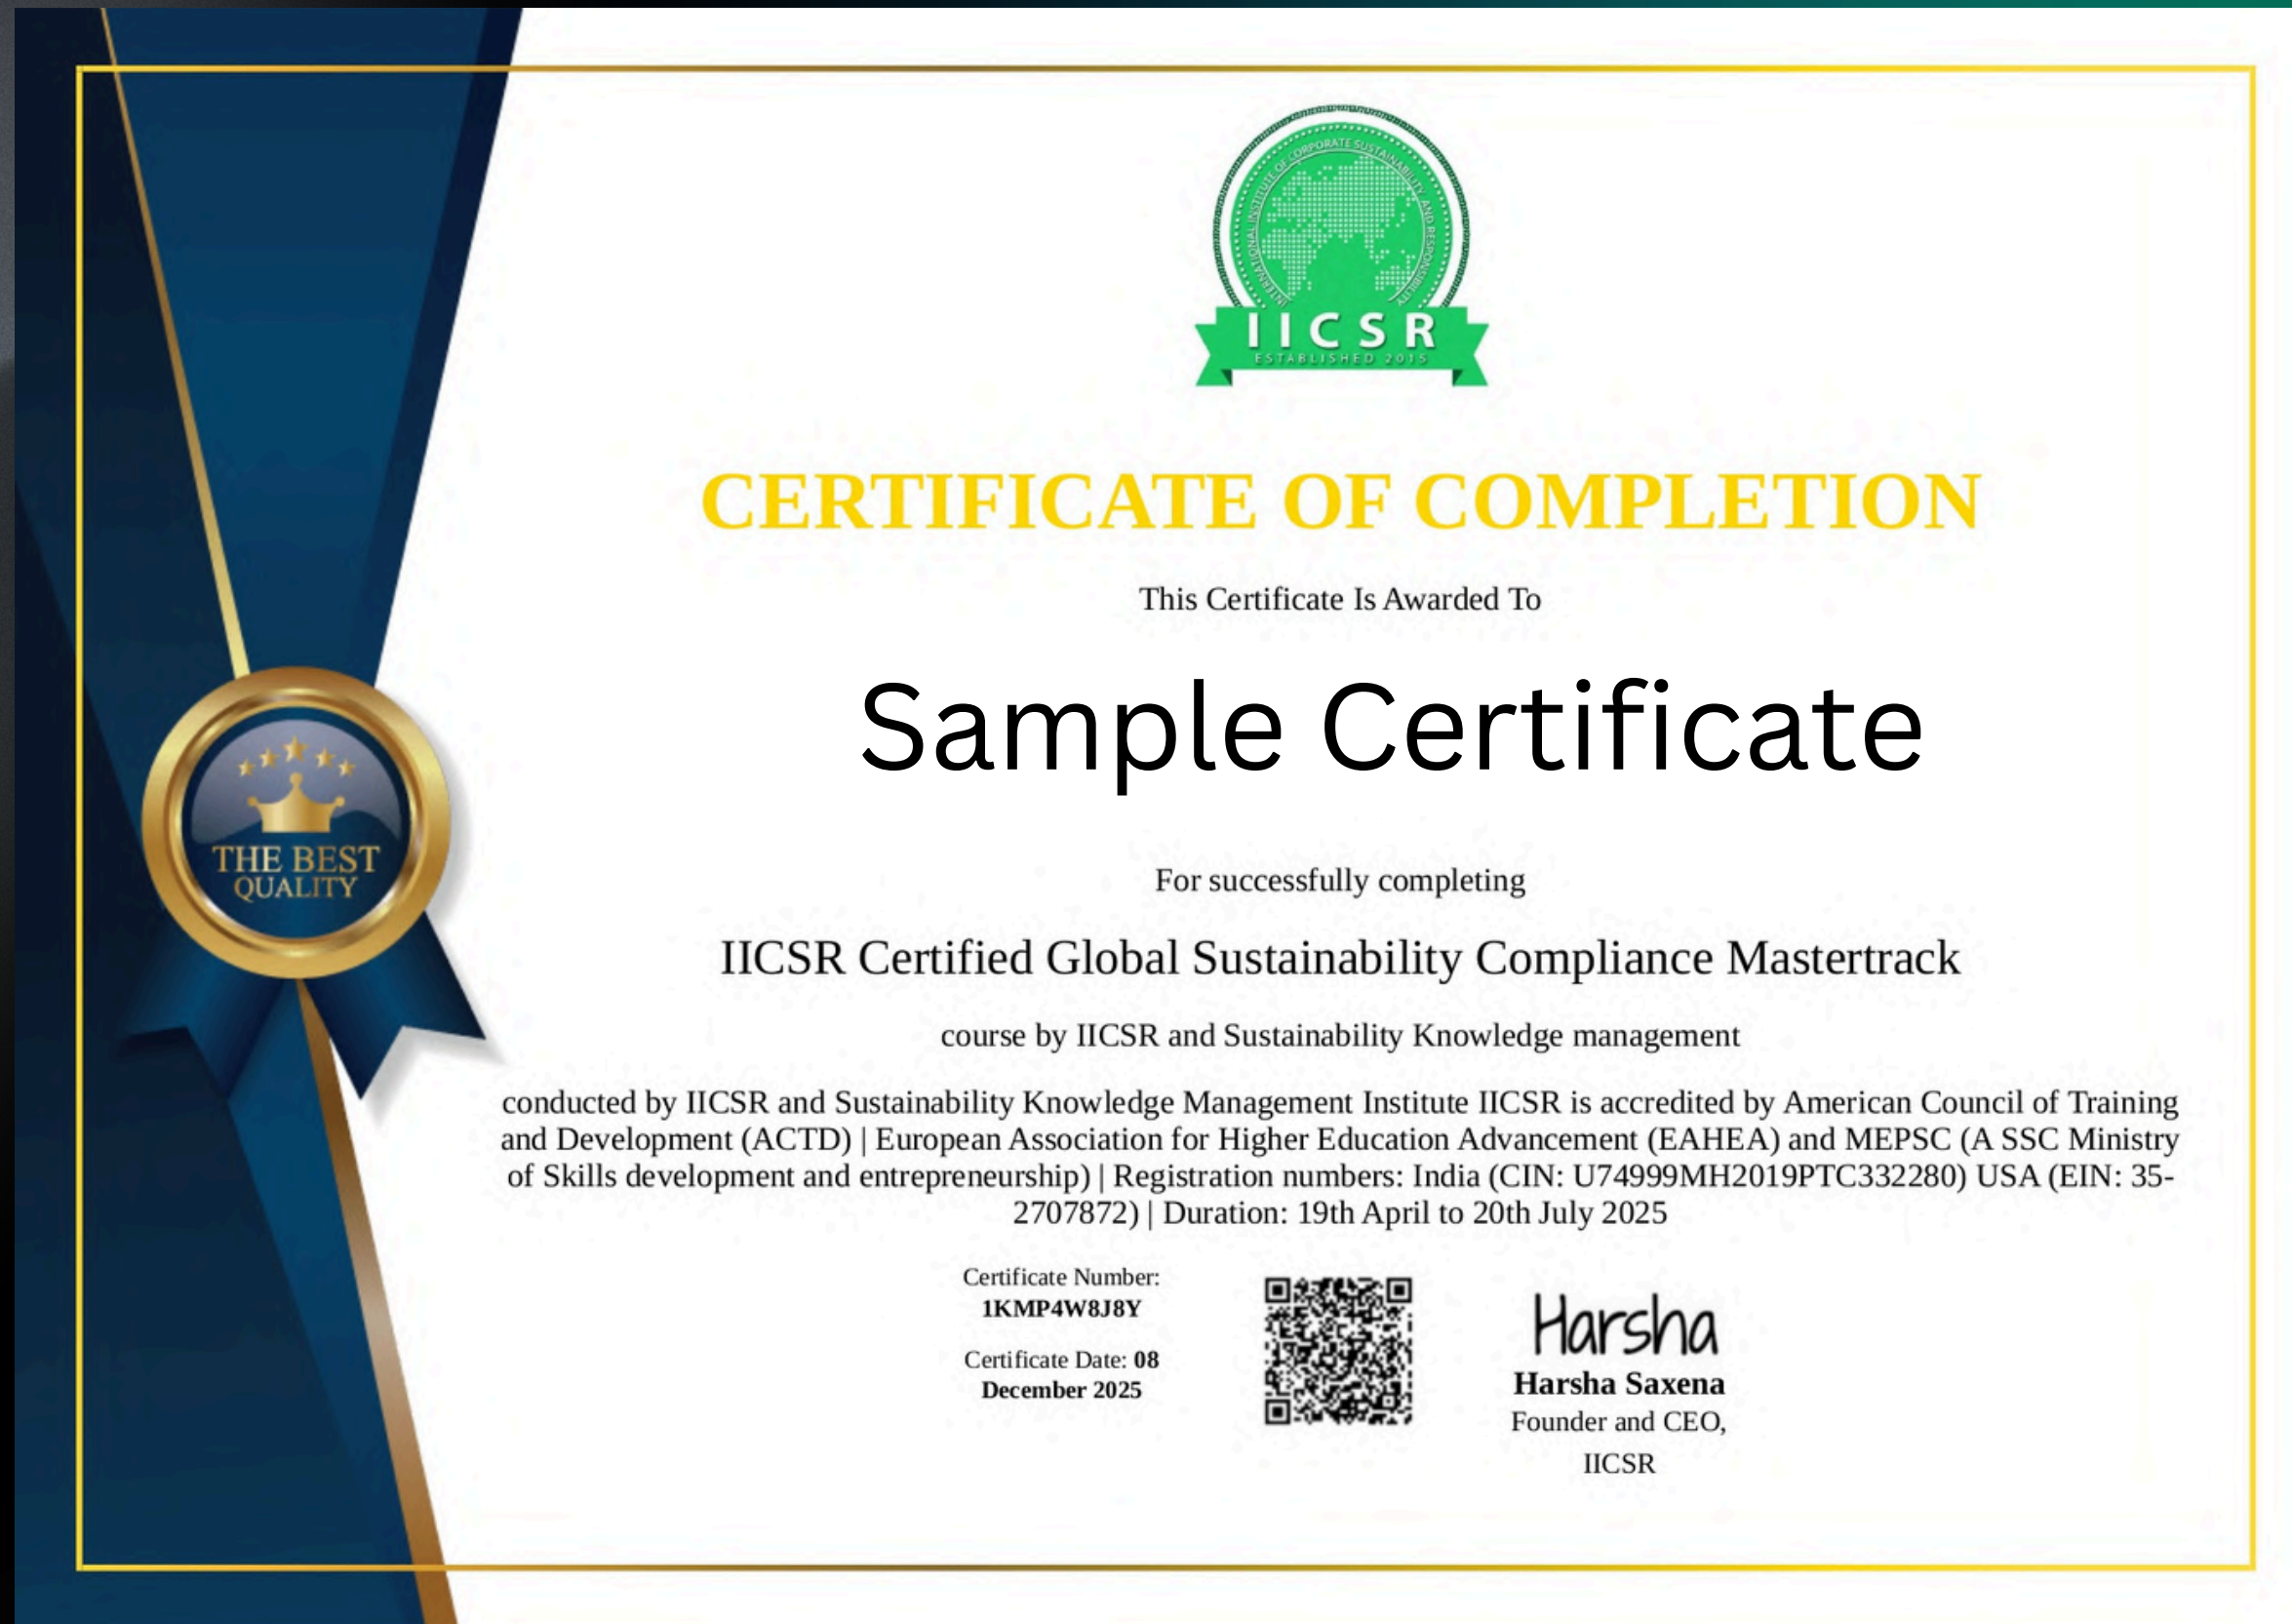 INTERNATIONAL INSTITUTE OF CORPORATE SUSTAINABILITY AND RESPONSIBILITY
IICSR
ESTABLISHED 2015
CERTIFICATE OF COMPLETION
This Certificate Is Awarded To
Sample Certificate
THE BEST
QUALITY
For successfully completing
IICSR Certified Global Sustainability Compliance Mastertrack
course by IICSR and Sustainability Knowledge management
conducted by IICSR and Sustainability Knowledge Management Institute IICSR is accredited by American Council of Training
and Development (ACTD) | European Association for Higher Education Advancement (EAHEA) and MEPSC (A SSC Ministry
of Skills development and entrepreneurship) | Registration numbers: India (CIN: U74999MH2019PTC332280) USA (EIN: 35-
2707872) | Duration: 19th April to 20th July 2025
Certificate Number:
1KMP4W8J8Y
Certificate Date: 08
December 2025
Harsha
Harsha Saxena
Founder and CEO,
IICSR